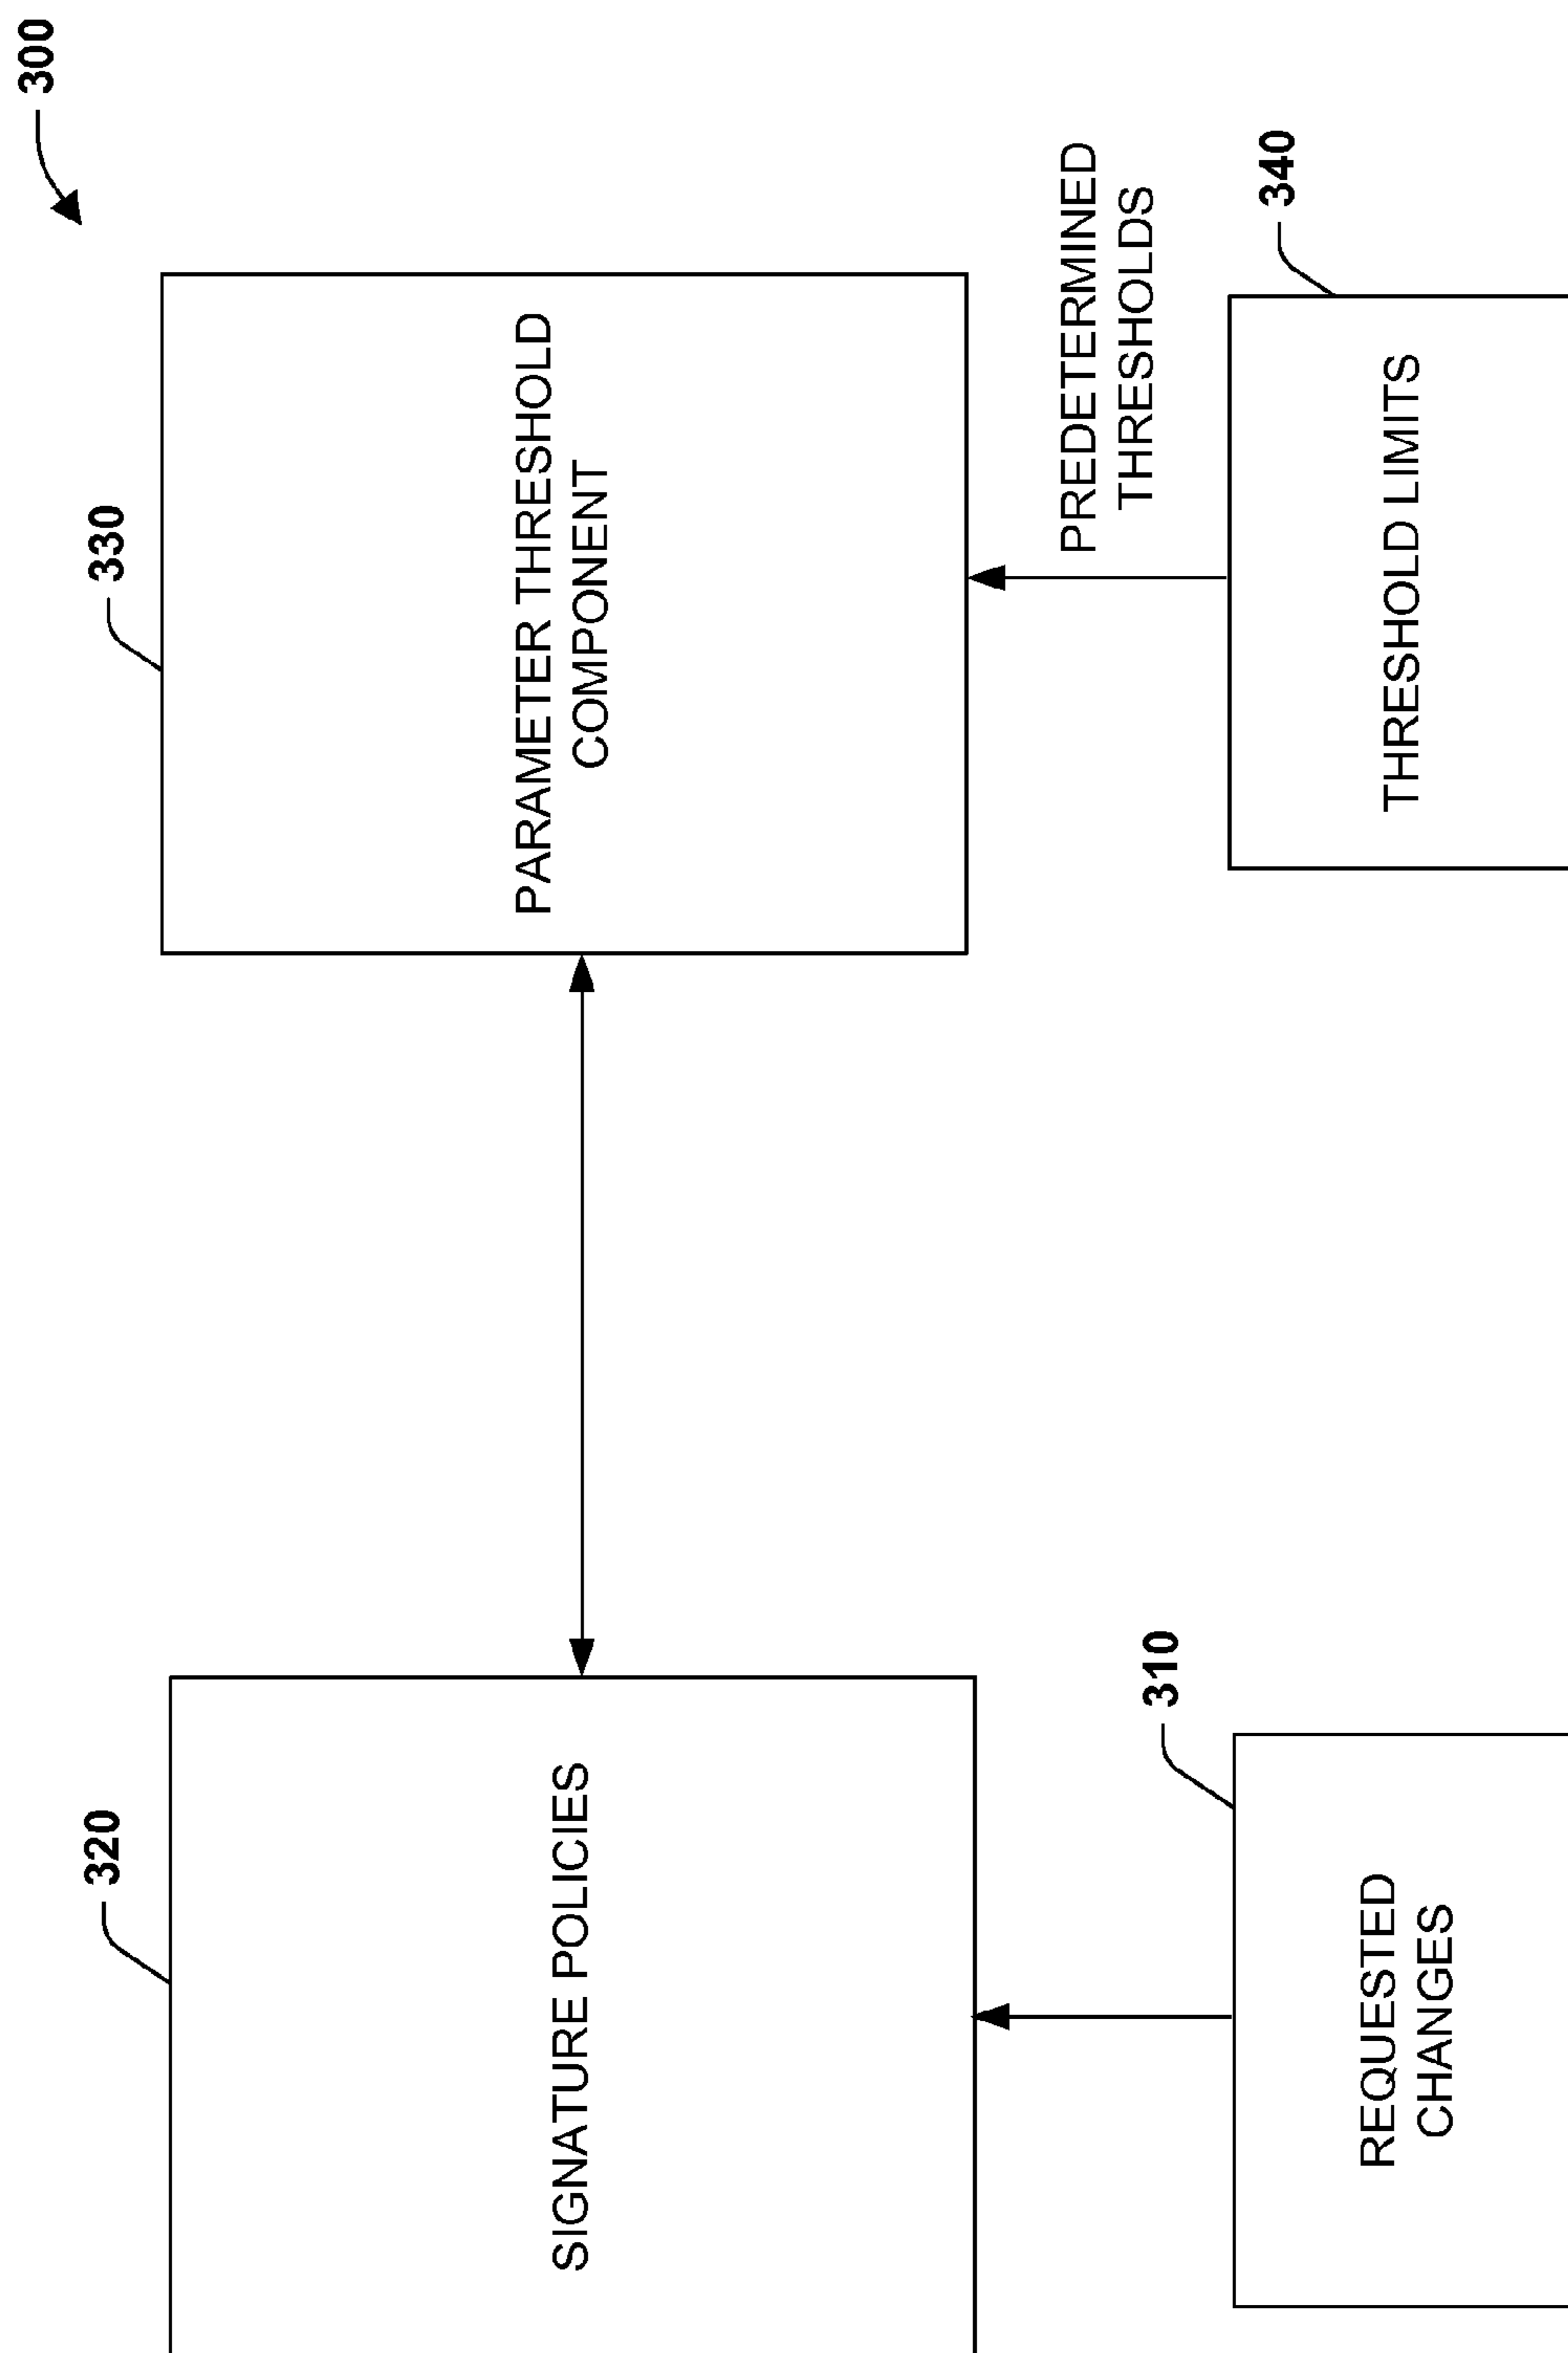 300
320
SIGNATURE POLICIES
330
PARAMETER THRESHOLD
COMPONENT
310
REQUESTED
CHANGES
PREDETERMINED
THRESHOLDS
340
THRESHOLD LIMITS